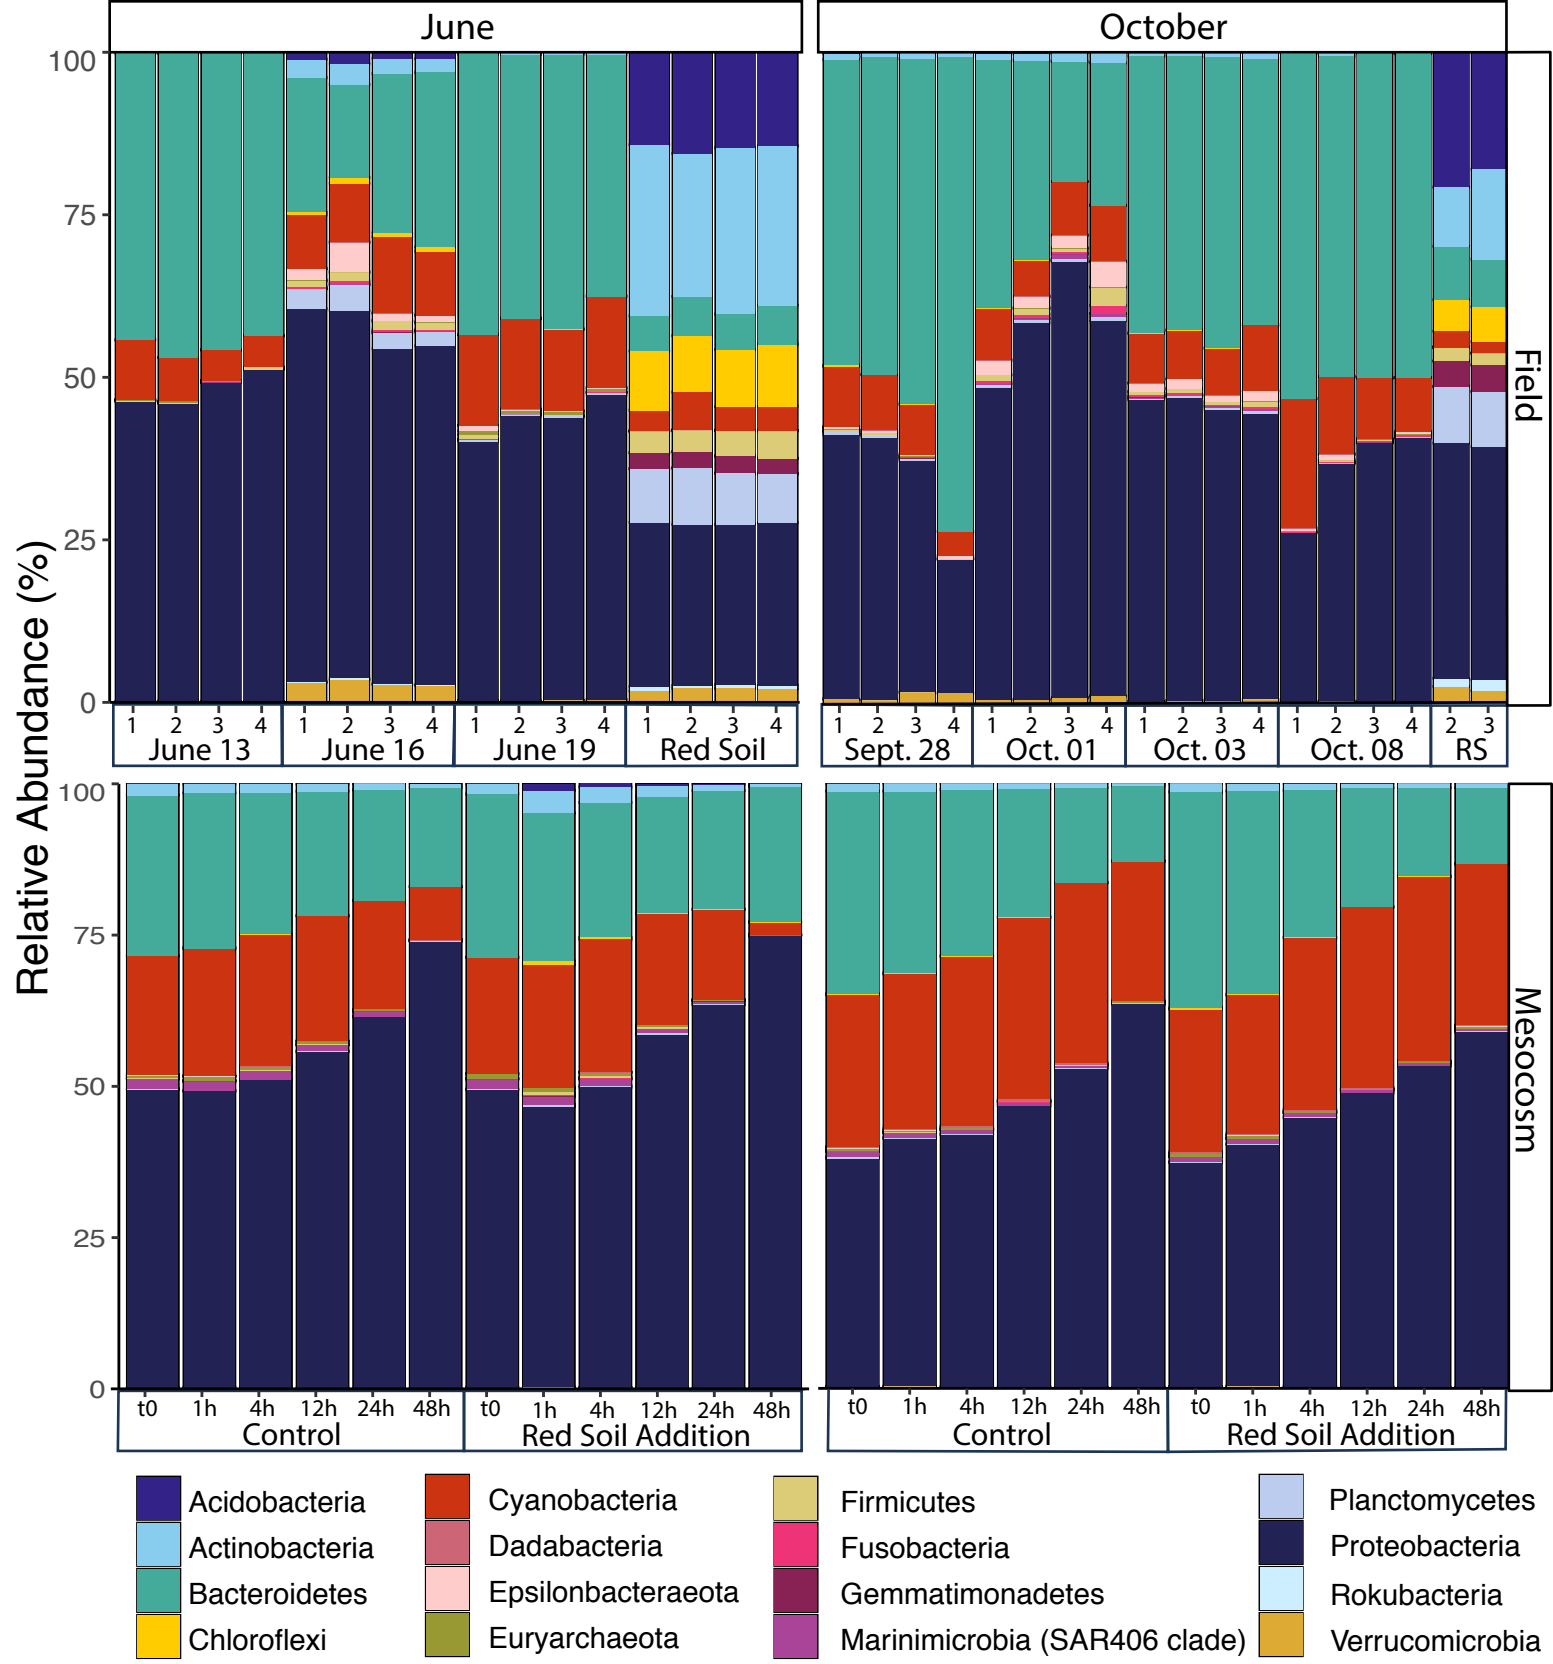 June
October
Relative Abundance (%)
100
75
50
25
0
1 2 3 4 1 2 3 4 1 2 3 4 1 2 3 4
June 13 June 16 June 19 Red Soil
1 2 3 4 1 2 3 4 1 2 3 4 1 2 3 4 2 3
Sept. 28 Oct. 01 Oct. 03 Oct. 08 RS
Field
100
75
50
25
0
t0 1h 4h 12h 24h 48h t0 1h 4h 12h 24h 48h
Control Red Soil Addition
t0 1h 4h 12h 24h 48h t0 1h 4h 12h 24h 48h
Control Red Soil Addition
Mesocosm
Acidobacteria
Actinobacteria
Bacteroidetes
Chloroflexi
Cyanobacteria
Dadabacteria
Epsilonbacteraeota
Euryarchaeota
Firmicutes
Fusobacteria
Gemmatimonadetes
Marinimicrobia (SAR406 clade)
Planctomycetes
Proteobacteria
Rokubacteria
Verrucomicrobia